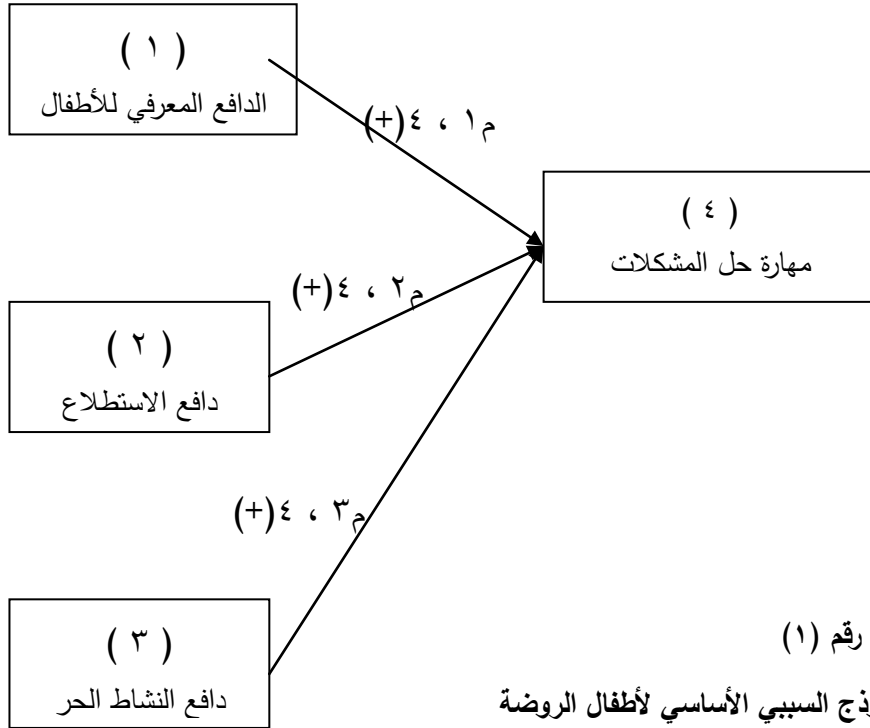 ( ١ )
الدافع المعرفي للأطفال
م١ ، ٤(+)
( ٤ )
مهارة حل المشكلات
م٢ ، ٤(+)
( ٢ )
دافع الاستطلاع
م٣ ، ٤(+)
( ٣ )
دافع النشاط الحر
رقم (١)
السببي الأساسي لأطفال الروضة